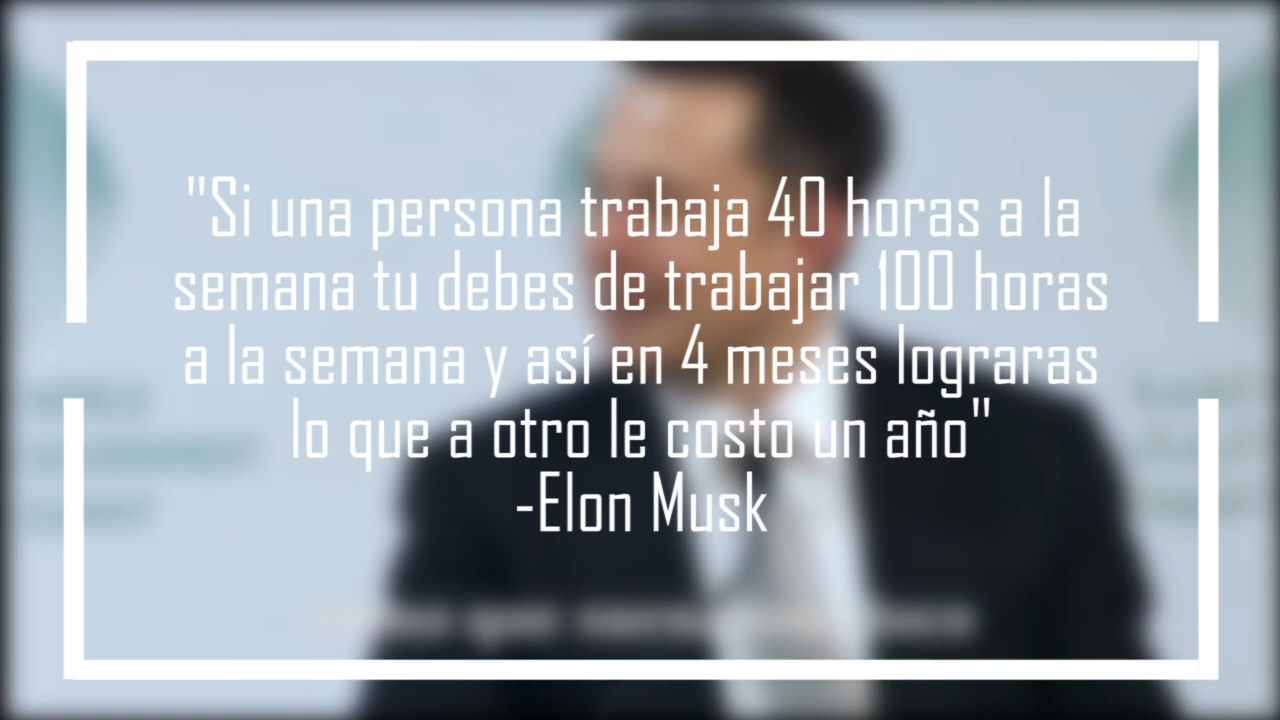 "Si una persona trabaja 40 horas a la
semana tu debes de trabajar 100 horas
a la semana y así en 4 meses lograras
lo que a otro le costo un año"
-Elon Musk